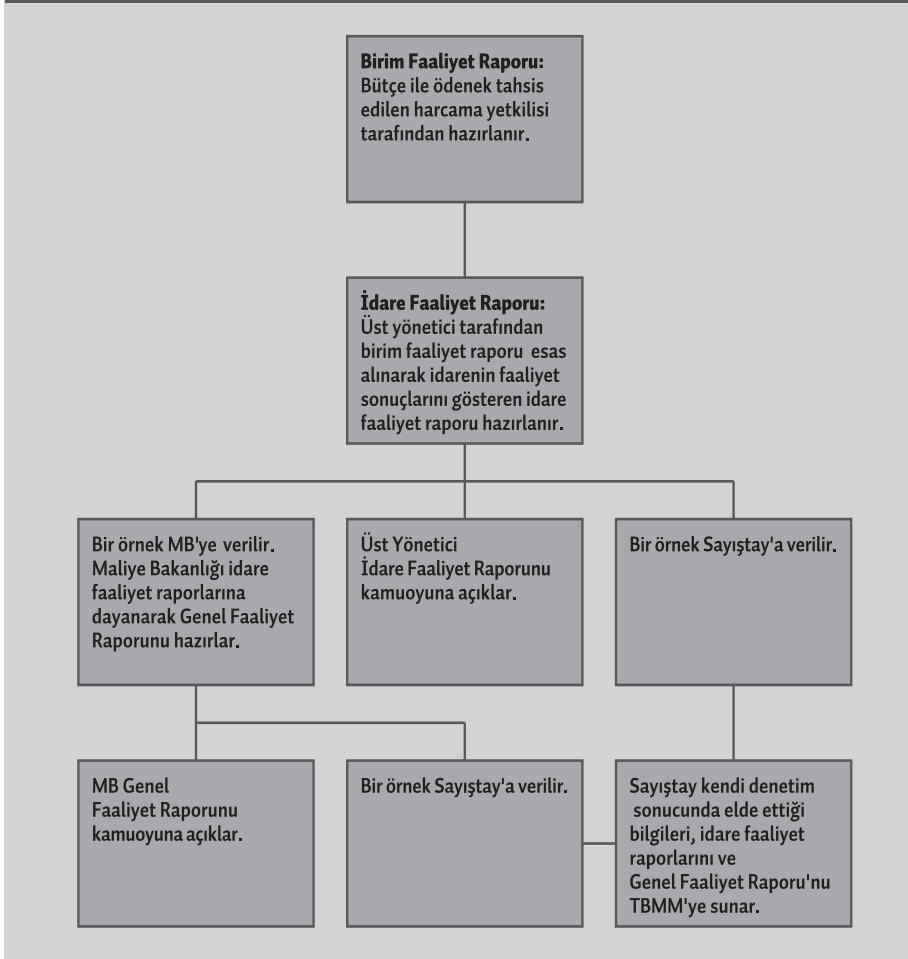 Birim Faaliyet Raporu:
Bütçe ile ödenek tahsis
edilen harcama yetkilisi
tarafından hazırlanır.
İdare Faaliyet Raporu:
Üst yönetici tarafından
birim faaliyet raporu esas
alınarak idarenin faaliyet
sonuçlarını gösteren idare
faaliyet raporu hazırlanır.
Bir örnek MB'ye verilir.
Maliye Bakanlığı idare
faaliyet raporlarına
dayanarak Genel Faaliyet
Raporunu hazırlar.
Üst Yönetici
İdare Faaliyet Raporunu
kamuoyuna açıklar.
Bir örnek Sayıştay'a verilir.
MB Genel
Faaliyet Raporunu
kamuoyuna açıklar.
Bir örnek Sayıştay'a verilir.
Sayıştay kendi denetim
sonucunda elde ettiği
bilgileri, idare faaliyet
raporlarını ve
Genel Faaliyet Raporu'nu
TBMM'ye sunar.